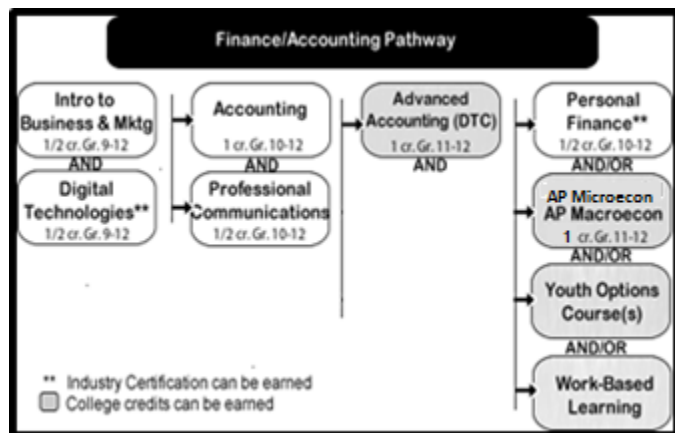 Finance/Accounting Pathway
Intro to
Business & Mktg
1/2 cr. Gr. 9-12
AND
Digital
Technologies**
1/2 cr. Gr. 9-12
Accounting
1 cr. Gr. 10-12
AND
Professional
Communications
1/2 cr. Gr. 10-12
Advanced
Accounting (DTC)
1 cr. Gr. 11-12
AND
Personal
Finance**
1/2 cr. Gr. 10-12
AND/OR
AP Microecon
AP Macroecon
1 cr. Gr. 11-12
AND/OR
Youth Options
Course(s)
AND/OR
Work-Based
Learning
** Industry Certification can be earned
College credits can be earned